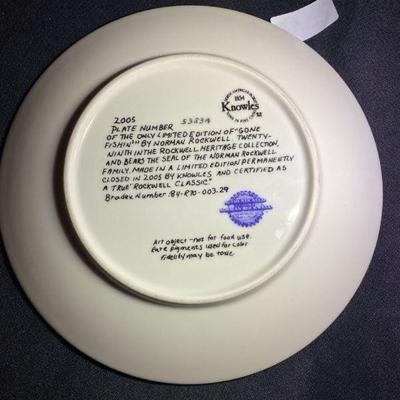 1834
Knowles
2005
PLATE NUMBER 53834
OF THE ONLY LIMITED EDITION OF "GONE
FISHIN'" BY NORMAN ROCKWELL. TWENTY-
NINTH IN THE ROCKWELL HERITAGE COLLECTION,
AND BEARS THE SEAL OF THE NORMAN ROCKWELL
FAMILY. MADE IN A LIMITED EDITION PERMANENTLY
CLOSED IN 2005 BY KNOWLES AND CERTIFIED AS
A TRUE "ROCKWELL CLASSIC"
Bradex Number: 84-R70-003.29
Art object - not for food use.
Rare pigments used for color
fidelity may be toxic